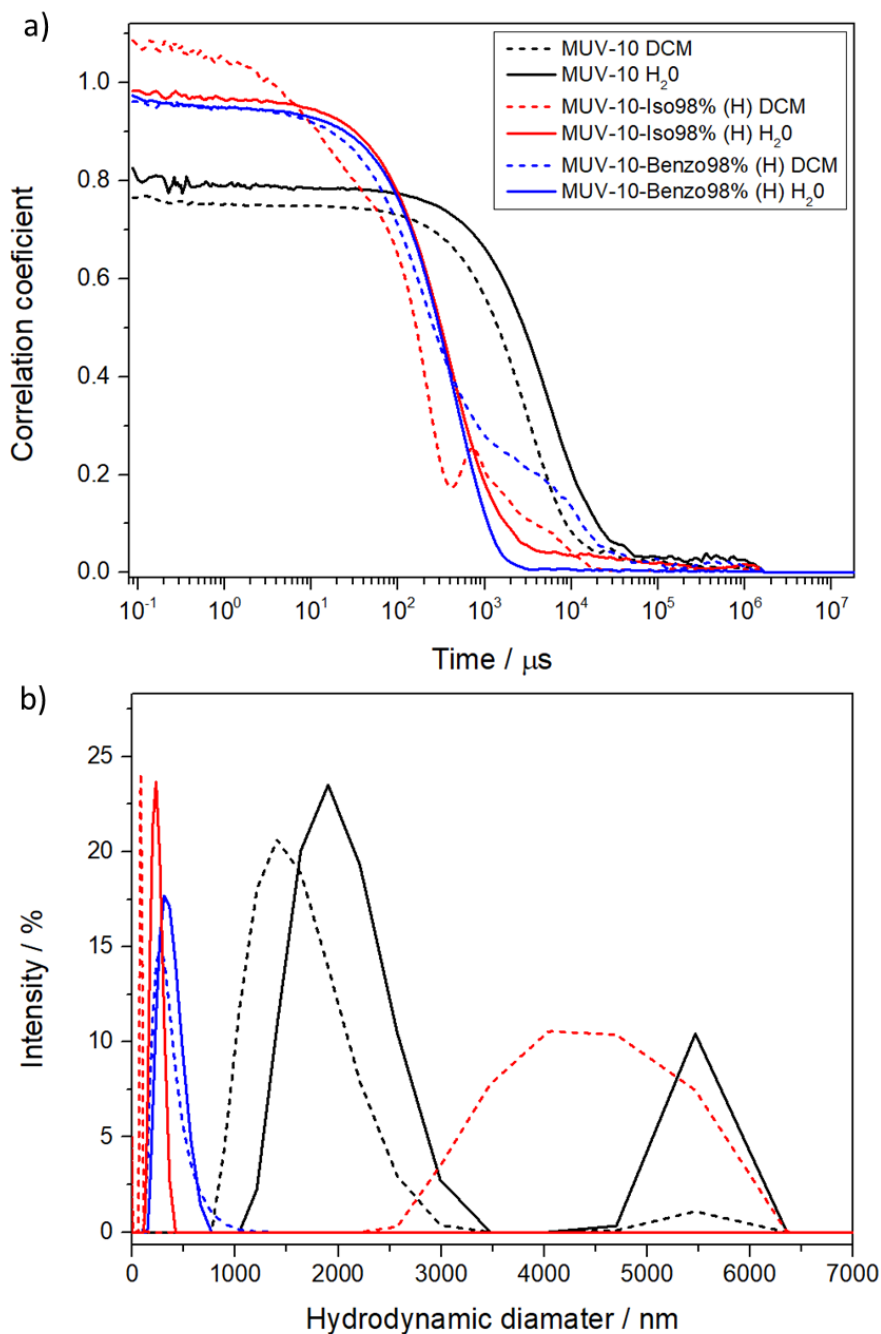 a)
Correlation coeficient
1.0
0.8
0.6
0.4
0.2
0.0
MUV-10 DCM
MUV-10 H₂0
MUV-10-Iso98% (H) DCM
MUV-10-Iso98% (H) H₂0
MUV-10-Benzo98% (H) DCM
MUV-10-Benzo98% (H) H₂0
10⁻¹ 10⁰ 10¹ 10² 10³ 10⁴ 10⁵ 10⁶ 10⁷
Time / μs
b)
Intensity / %
25
20
15
10
5
0
0 1000 2000 3000 4000 5000 6000 7000
Hydrodynamic diamater / nm